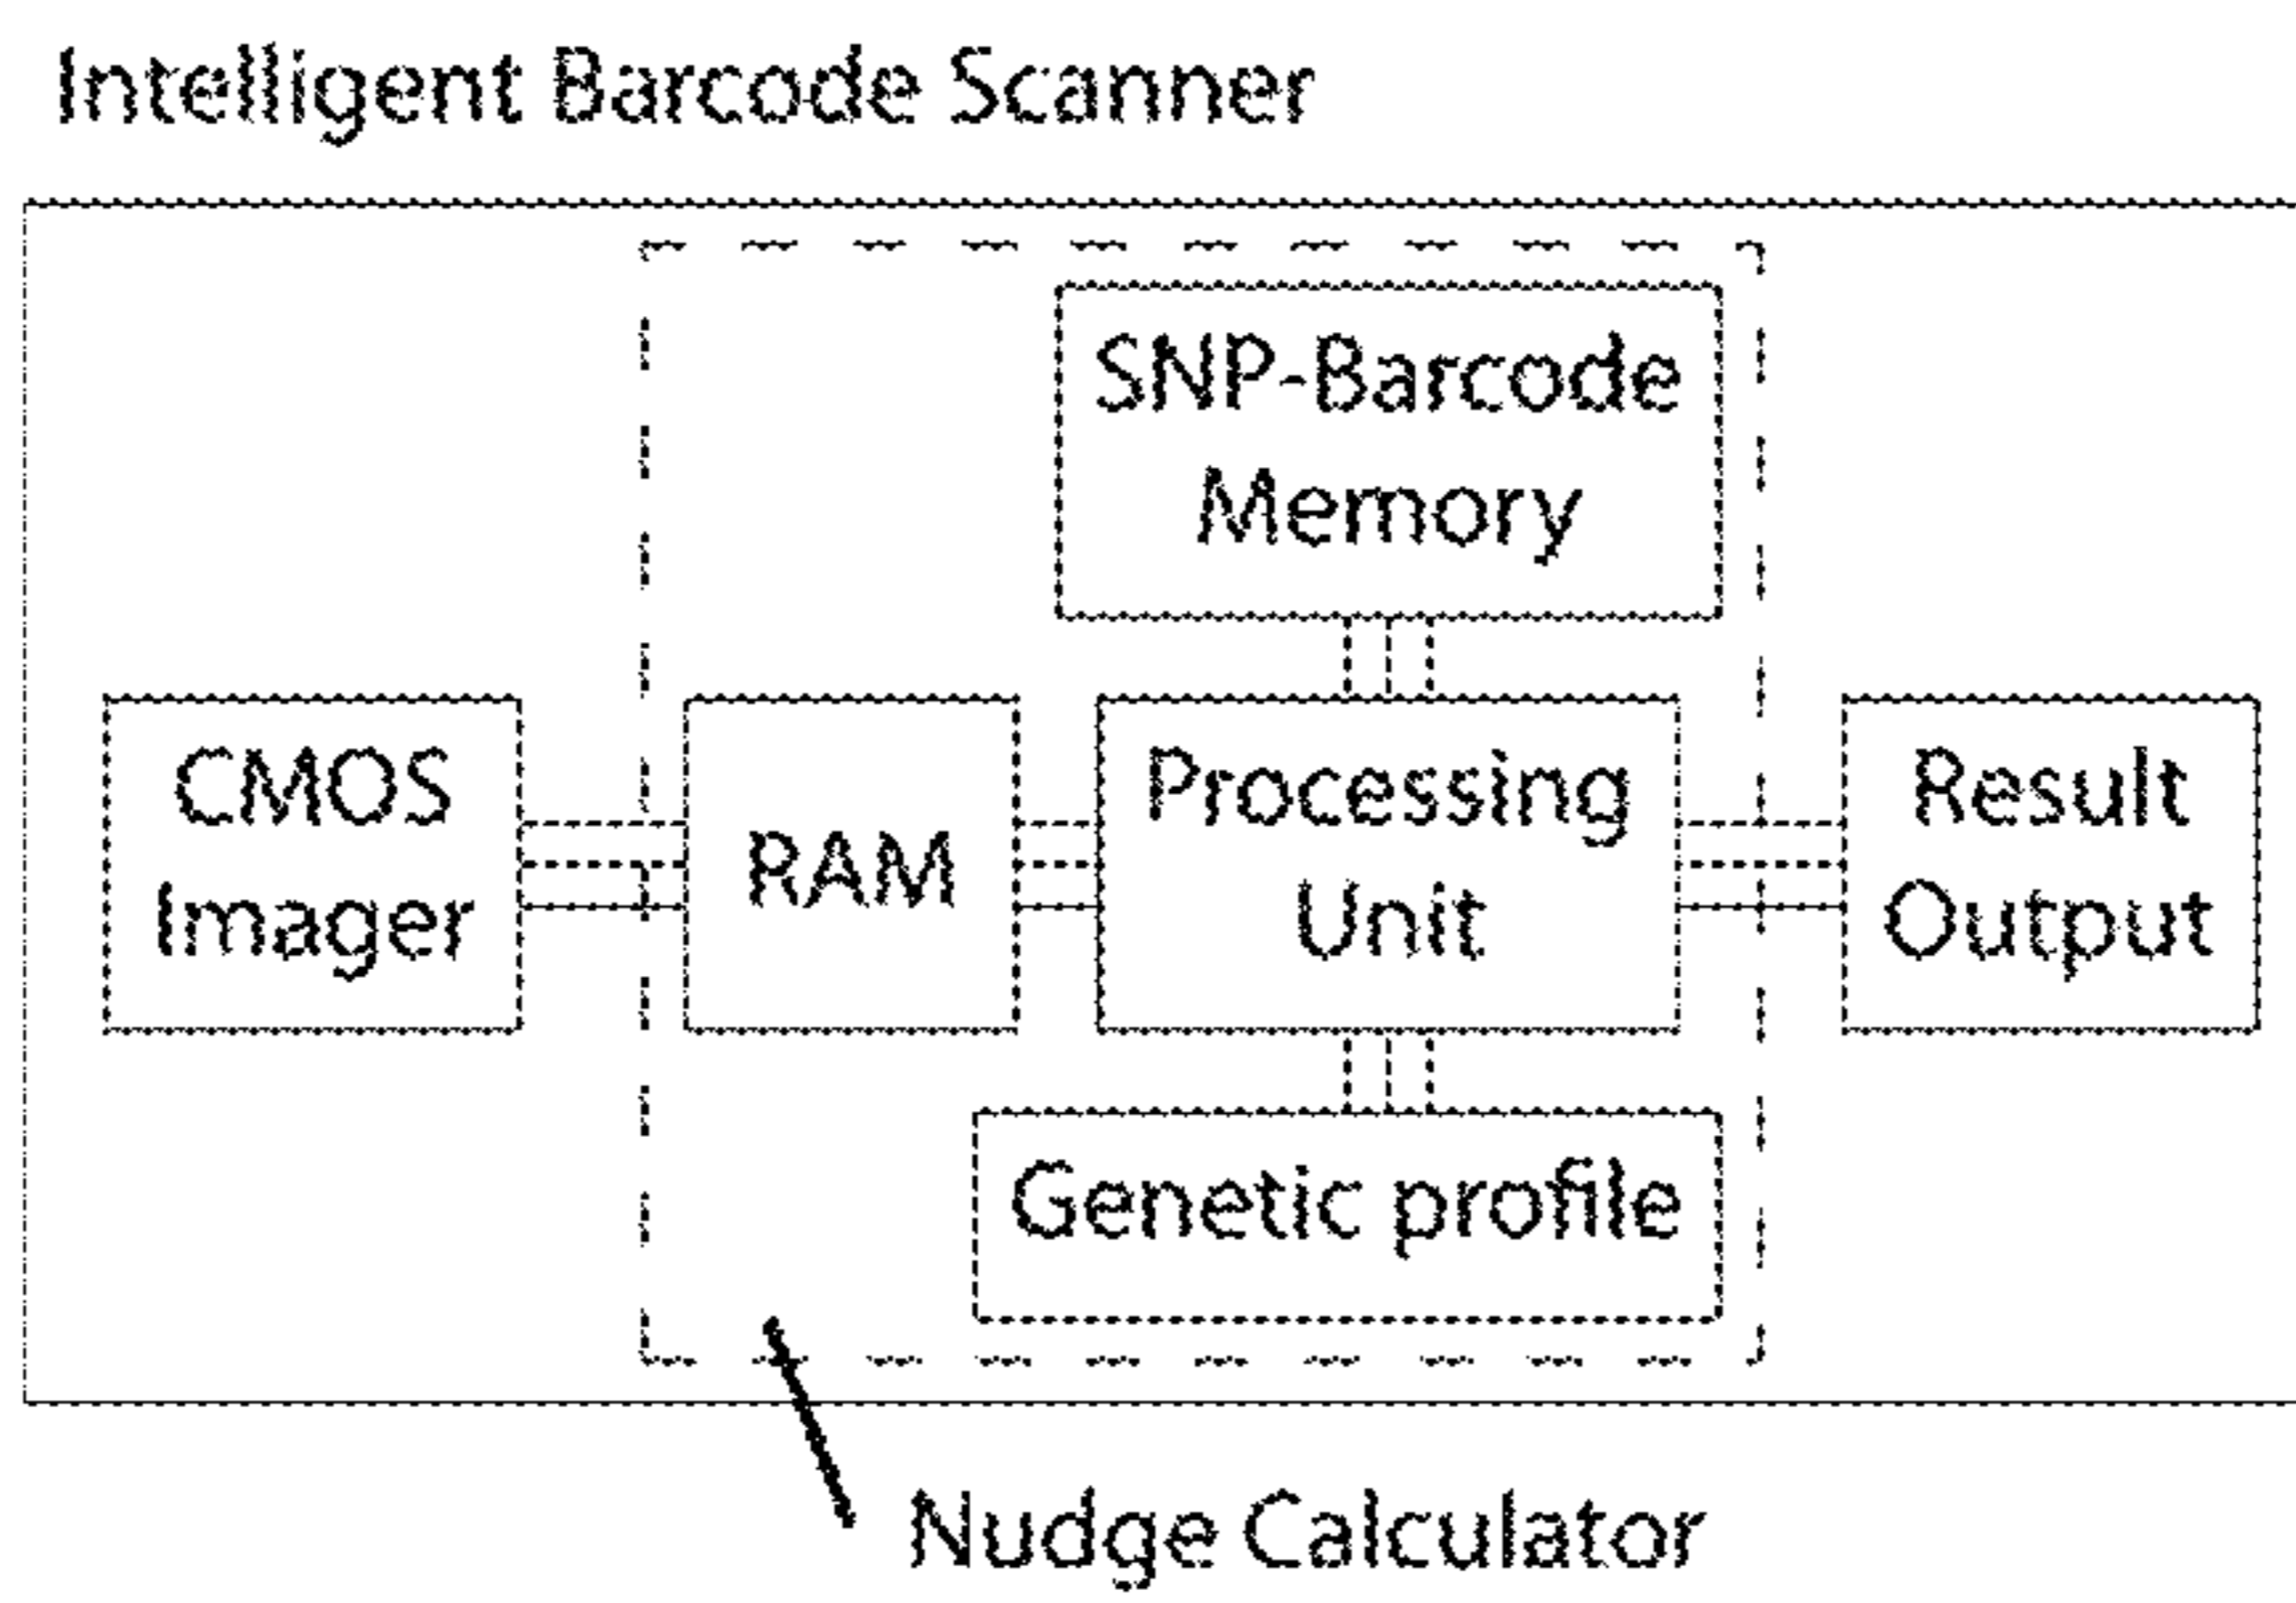 Intelligent Barcode Scanner
SNP-Barcode
Memory
CMOS
Imager
RAM
Processing
Unit
Result
Output
Genetic profile
Nudge Calculator